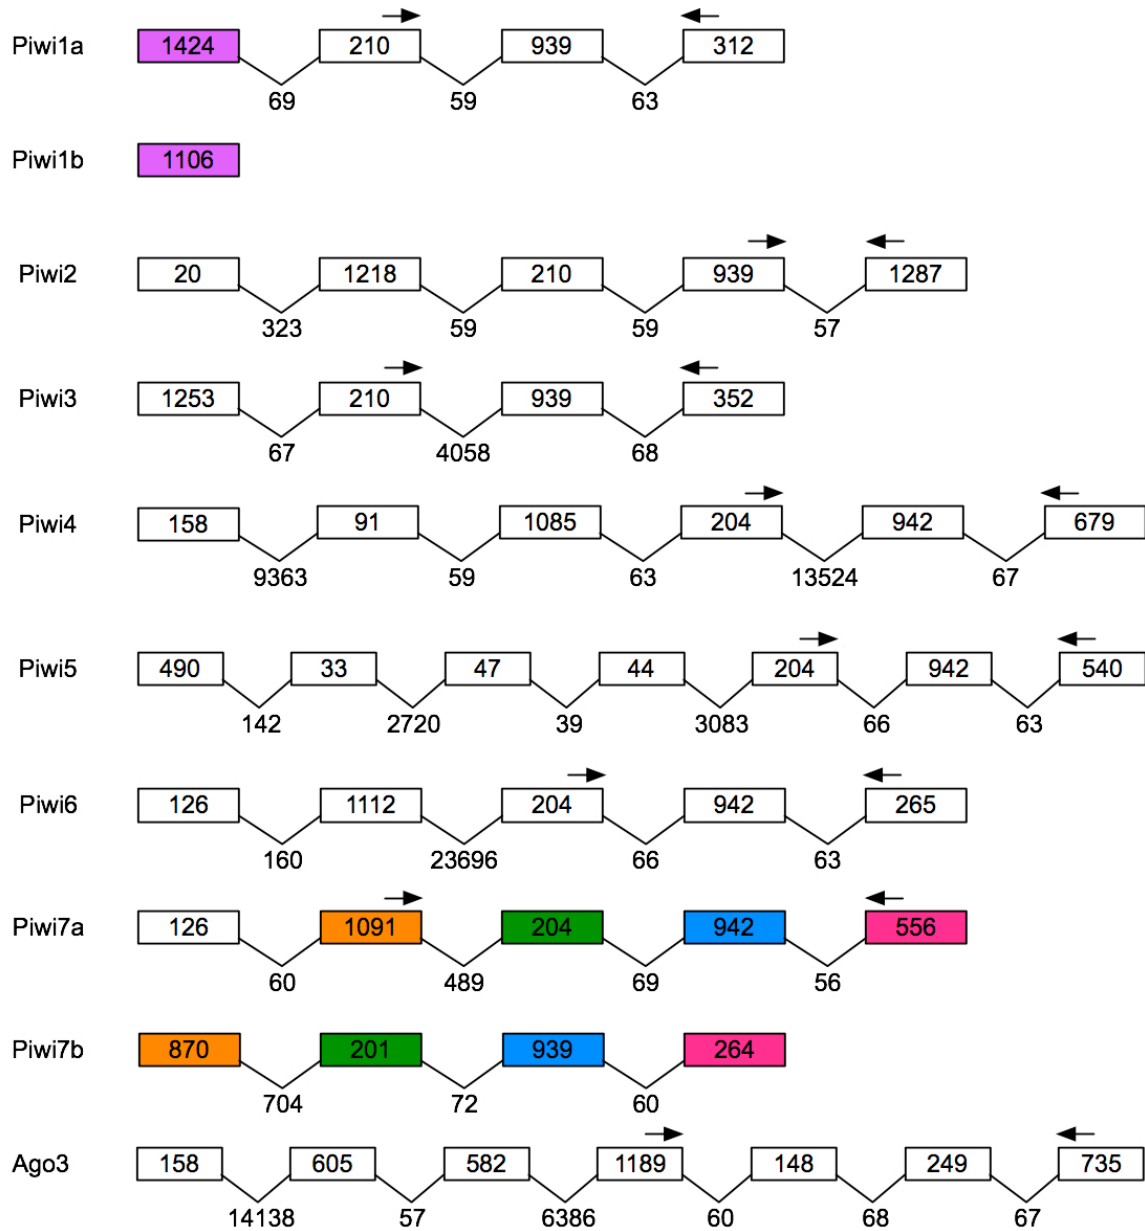 Piwi1a 1424 210 939 312
69 59 63
Piwi1b 1106
Piwi2 20 1218 210 939 1287
323 59 59 57
Piwi3 1253 210 939 352
67 4058 68
Piwi4 158 91 1085 204 942 679
9363 59 63 13524 67
Piwi5 490 33 47 44 204 942 540
142 2720 39 3083 66 63
Piwi6 126 1112 204 942 265
160 23696 66 63
Piwi7a 126 1091 204 942 556
60 489 69 56
Piwi7b 870 201 939 264
704 72 60
Ago3 158 605 582 1189 148 249 735
14138 57 6386 60 68 67